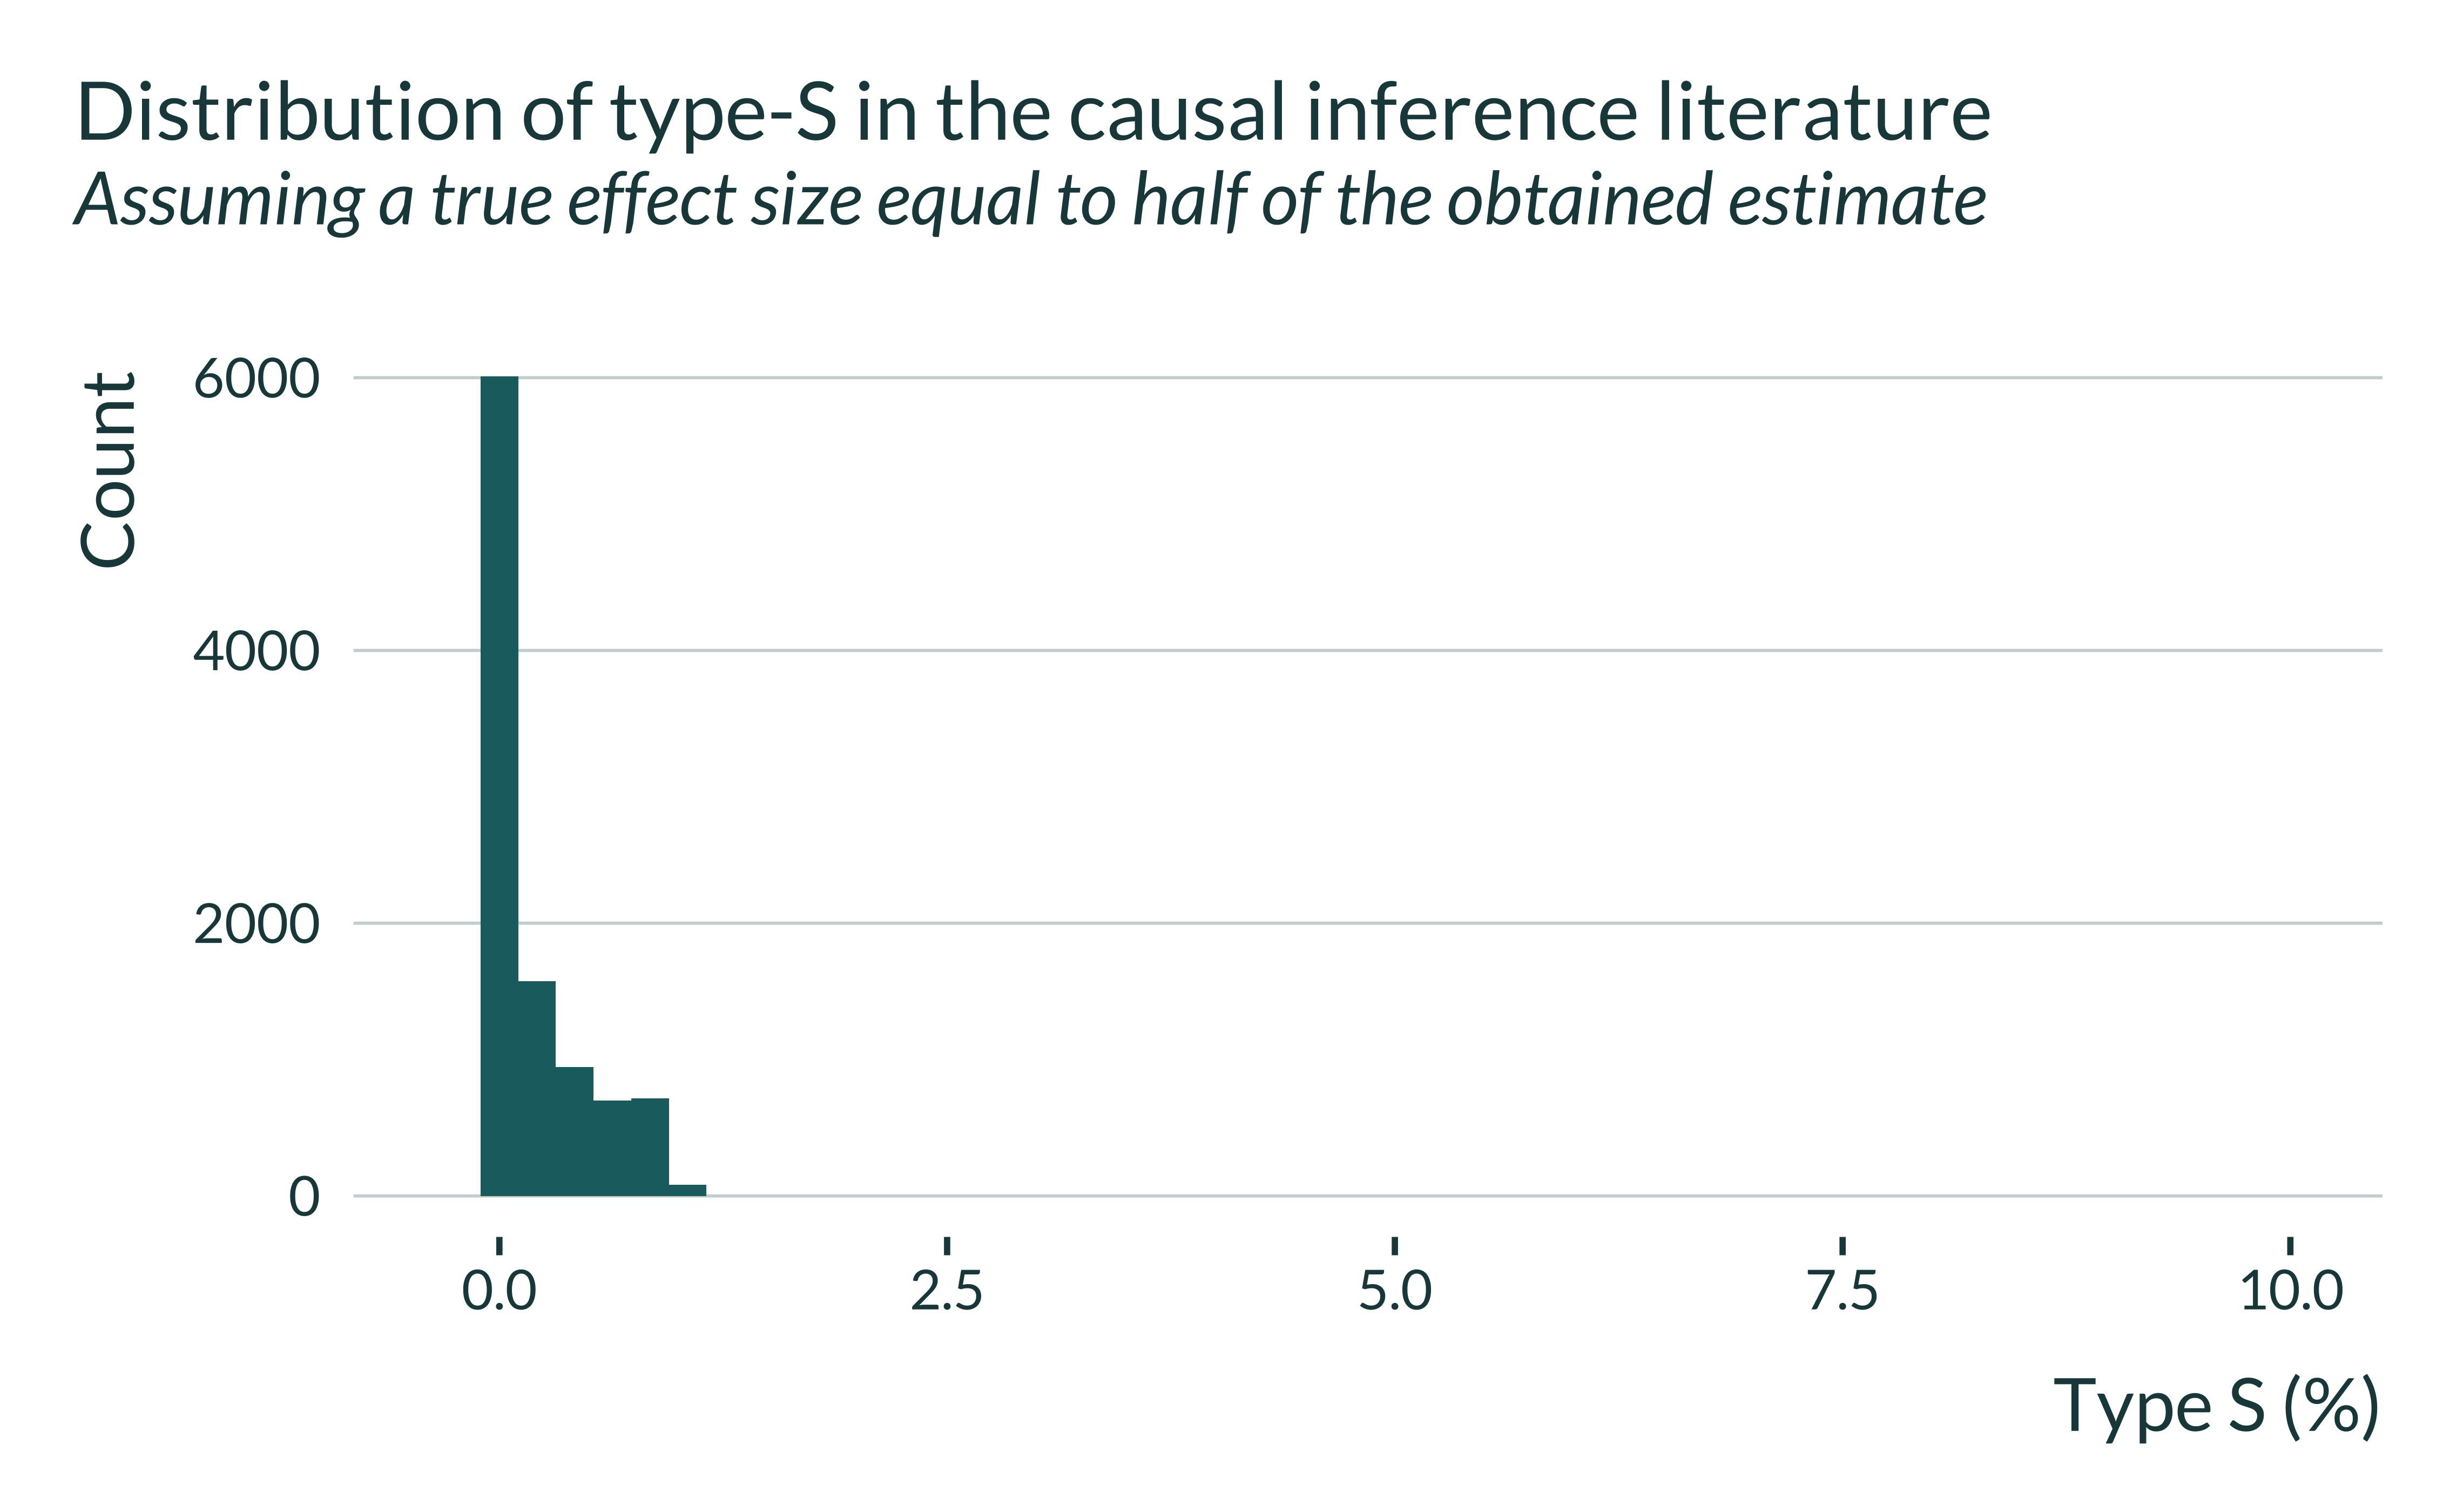 Distribution of type-S in the causal inference literature
Assuming a true effect size equal to half of the obtained estimate
Count
6000
4000
2000
0
0.0 2.5 5.0 7.5 10.0
Type S (%)